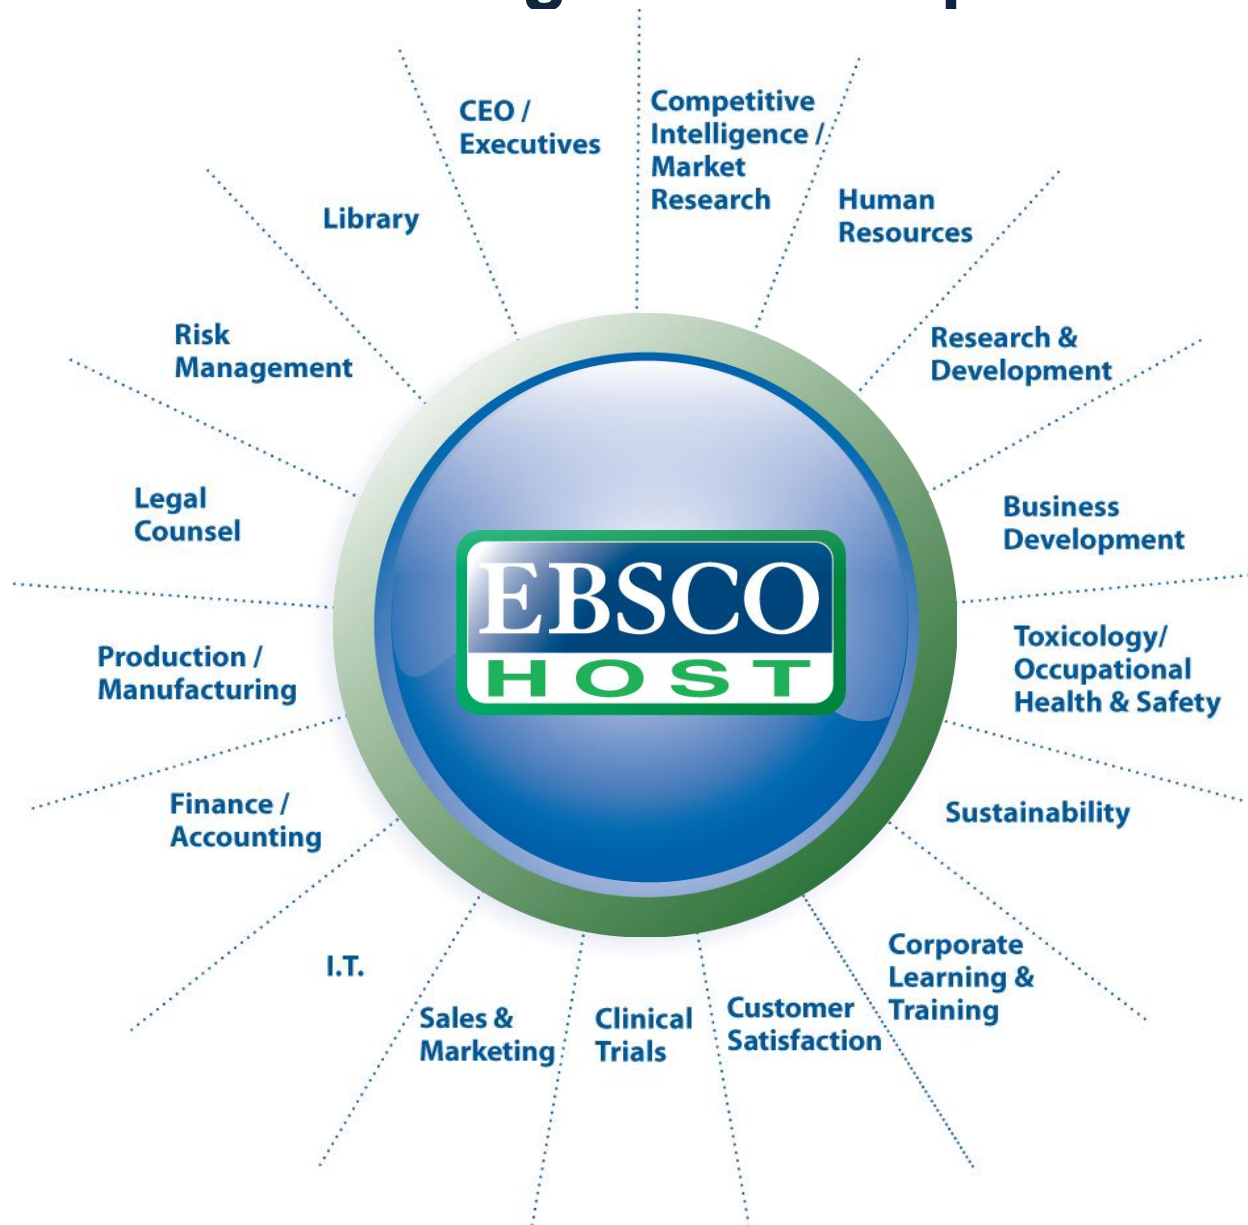 CEO /
Executives
Competitive
Intelligence /
Market
Research
Human
Resources
Library
Research &
Development
Risk
Management
Business
Development
Legal
Counsel
Toxicology/
Occupational
Health & Safety
Production /
Manufacturing
Sustainability
Finance /
Accounting
Corporate
Learning &
Training
I.T.
Sales &
Marketing
Clinical
Trials
Customer
Satisfaction
EBSCO
HOST